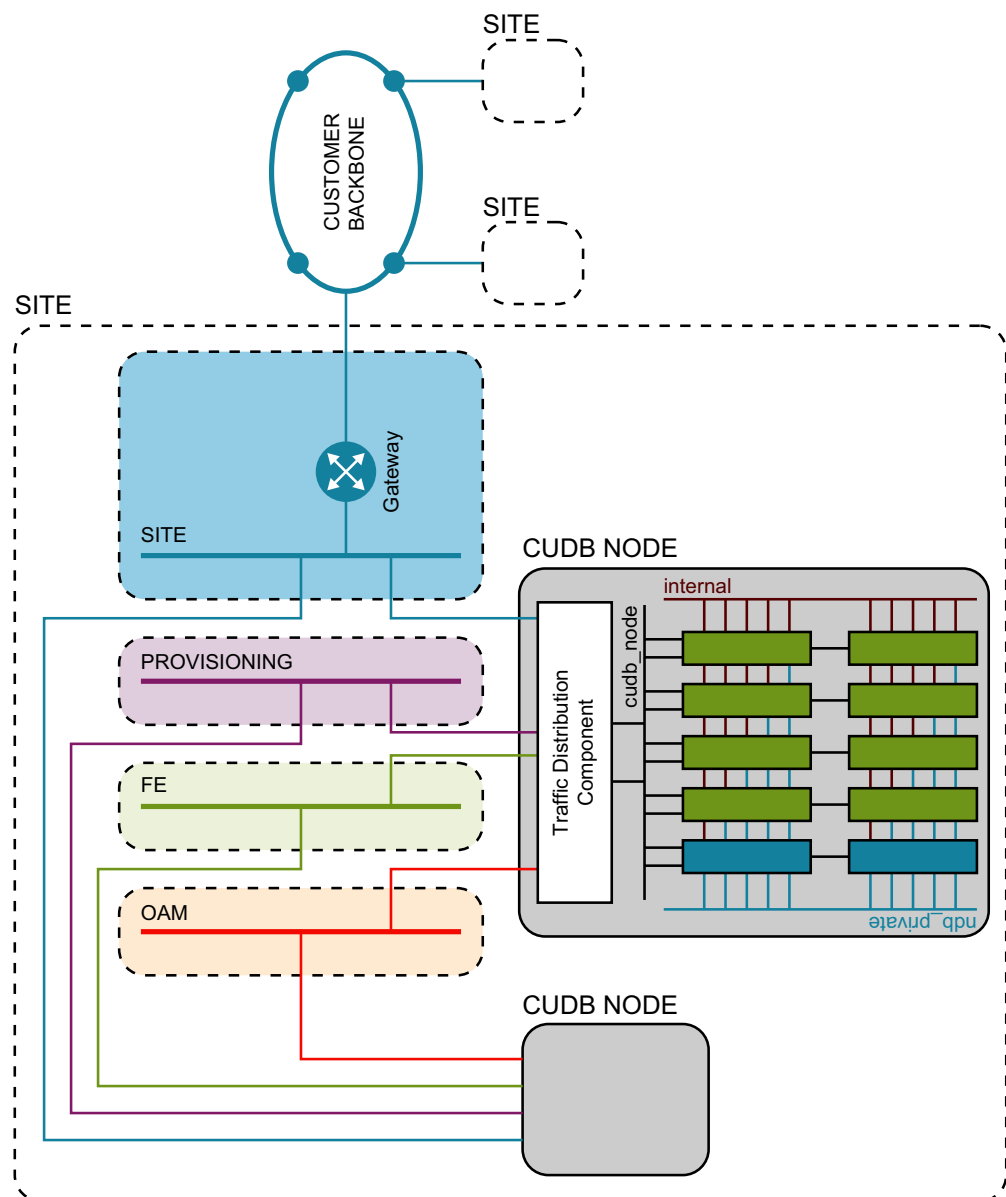 SITE
CUSTOMER
BACKBONE
SITE
SITE
Gateway
SITE
CUDB NODE
internal
PROVISIONING
cudb_node
Traffic Distribution
Component
FE
OAM
ndb_private
CUDB NODE